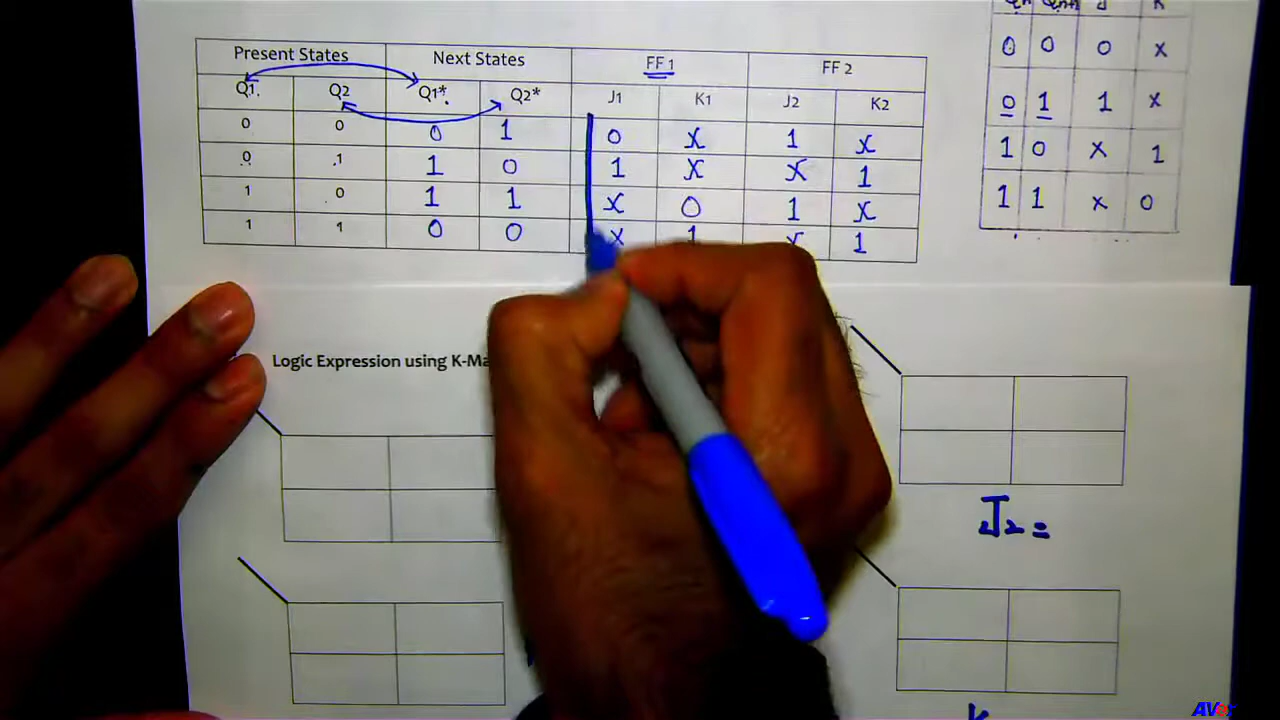 Present States Next States FF 1 FF 2
Q1 Q2 Q1* Q2* J1 K1 J2 K2
0 0 0 1 0 x 1 x
0 1 1 0 1 x x 1
1 0 1 1 x 0 1 x
1 1 0 0 x 1 x 1
0 0 0 x
0 1 1 x
1 0 x 1
1 1 x 0
Logic Expression using K-Ma
J2 =
K
AVer